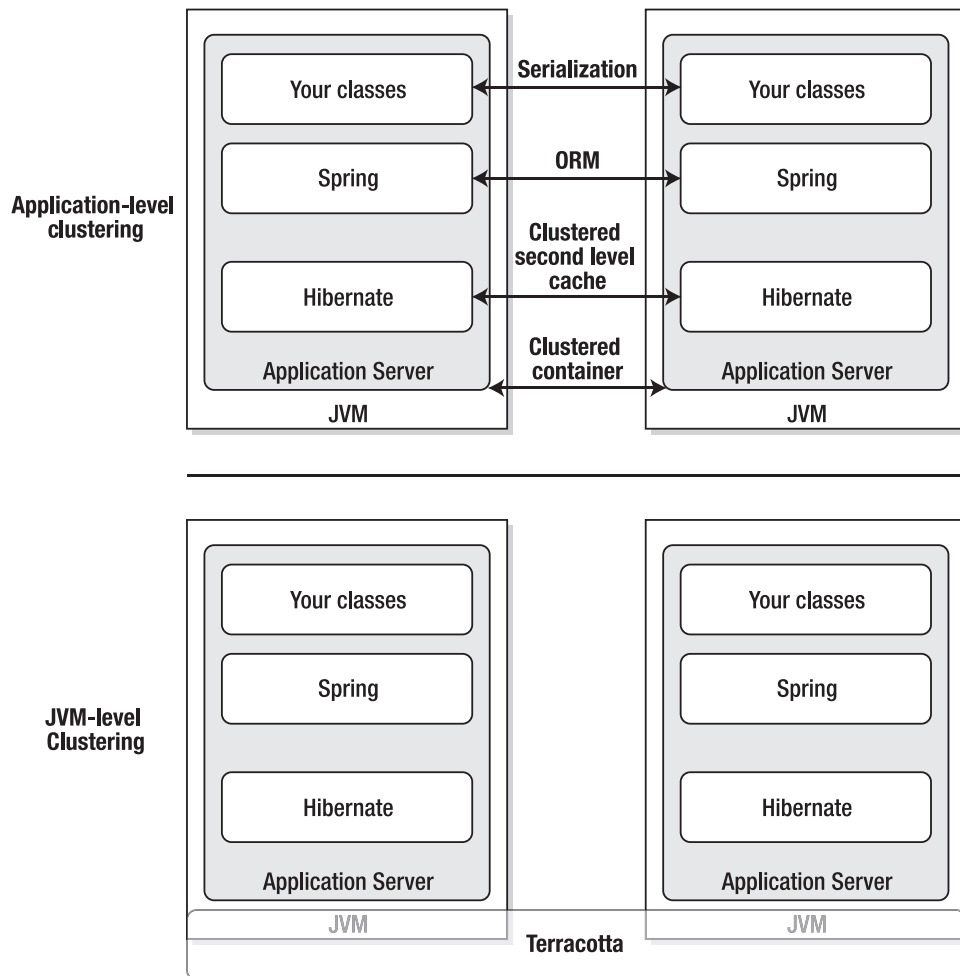 Your classes
Serialization
Your classes
Spring
ORM
Spring
Application-level
clustering
Clustered
second level
cache
Hibernate
Hibernate
Clustered
container
Application Server
Application Server
JVM
JVM
Your classes
Your classes
Spring
Spring
JVM-level
Clustering
Hibernate
Hibernate
Application Server
Application Server
JVM
JVM
Terracotta